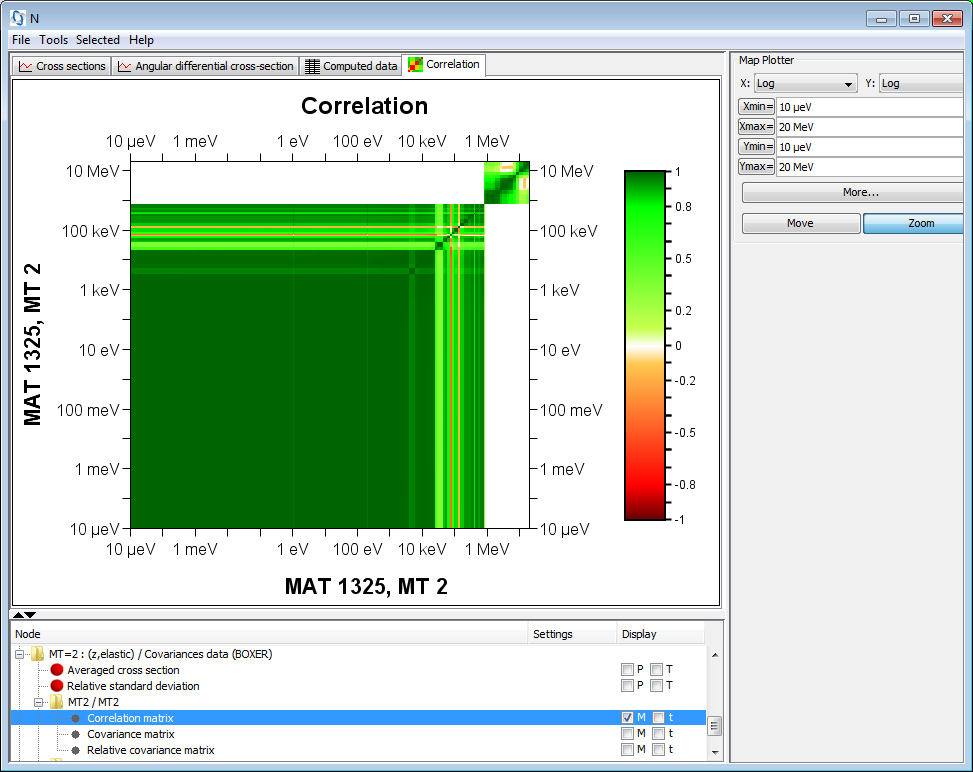 N
File Tools Selected Help
Cross sections Angular differential cross-section Computed data Correlation
Correlation
10 µeV 1 meV 1 eV 100 eV 10 keV 1 MeV
10 MeV 10 MeV
100 keV 100 keV
1 keV 1 keV
10 eV 10 eV
100 meV 100 meV
1 meV 1 meV
10 µeV 10 µeV
10 µeV 1 meV 1 eV 100 eV 10 keV 1 MeV
MAT 1325, MT 2
MAT 1325, MT 2
1
0.8
0.5
0.2
0
-0.2
-0.5
-0.8
-1
Map Plotter
X: Log Y: Log
Xmin= 10 µeV
Xmax= 20 MeV
Ymin= 10 µeV
Ymax= 20 MeV
More...
Move Zoom
Node Settings Display
MT=2 : (z,elastic) / Covariances data (BOXER)
Averaged cross section P T
Relative standard deviation P T
MT2 / MT2
Correlation matrix M t
Covariance matrix M t
Relative covariance matrix M t